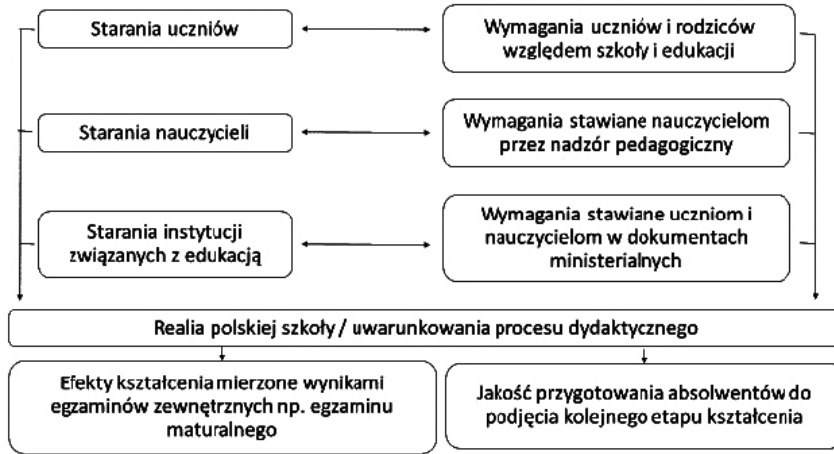 Starania uczniów
Wymagania uczniów i rodziców
względem szkoły i edukacji
Starania nauczycieli
Wymagania stawiane nauczycielom
przez nadzór pedagogiczny
Starania instytucji
związanych z edukacją
Wymagania stawiane uczniom i
nauczycielom w dokumentach
ministerialnych
Realia polskiej szkoły / uwarunkowania procesu dydaktycznego
Efekty kształcenia mierzone wynikami
egzaminów zewnętrznych np. egzaminu
maturalnego
Jakość przygotowania absolwentów do
podjęcia kolejnego etapu kształcenia